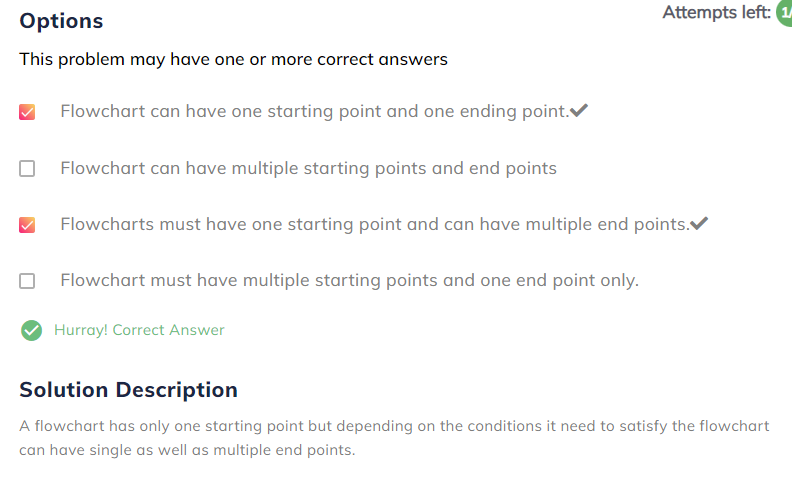 Options
Attempts left: 1/
This problem may have one or more correct answers
Flowchart can have one starting point and one ending point.
Flowchart can have multiple starting points and end points
Flowcharts must have one starting point and can have multiple end points.
Flowchart must have multiple starting points and one end point only.
Hurray! Correct Answer
Solution Description
A flowchart has only one starting point but depending on the conditions it need to satisfy the flowchart
can have single as well as multiple end points.